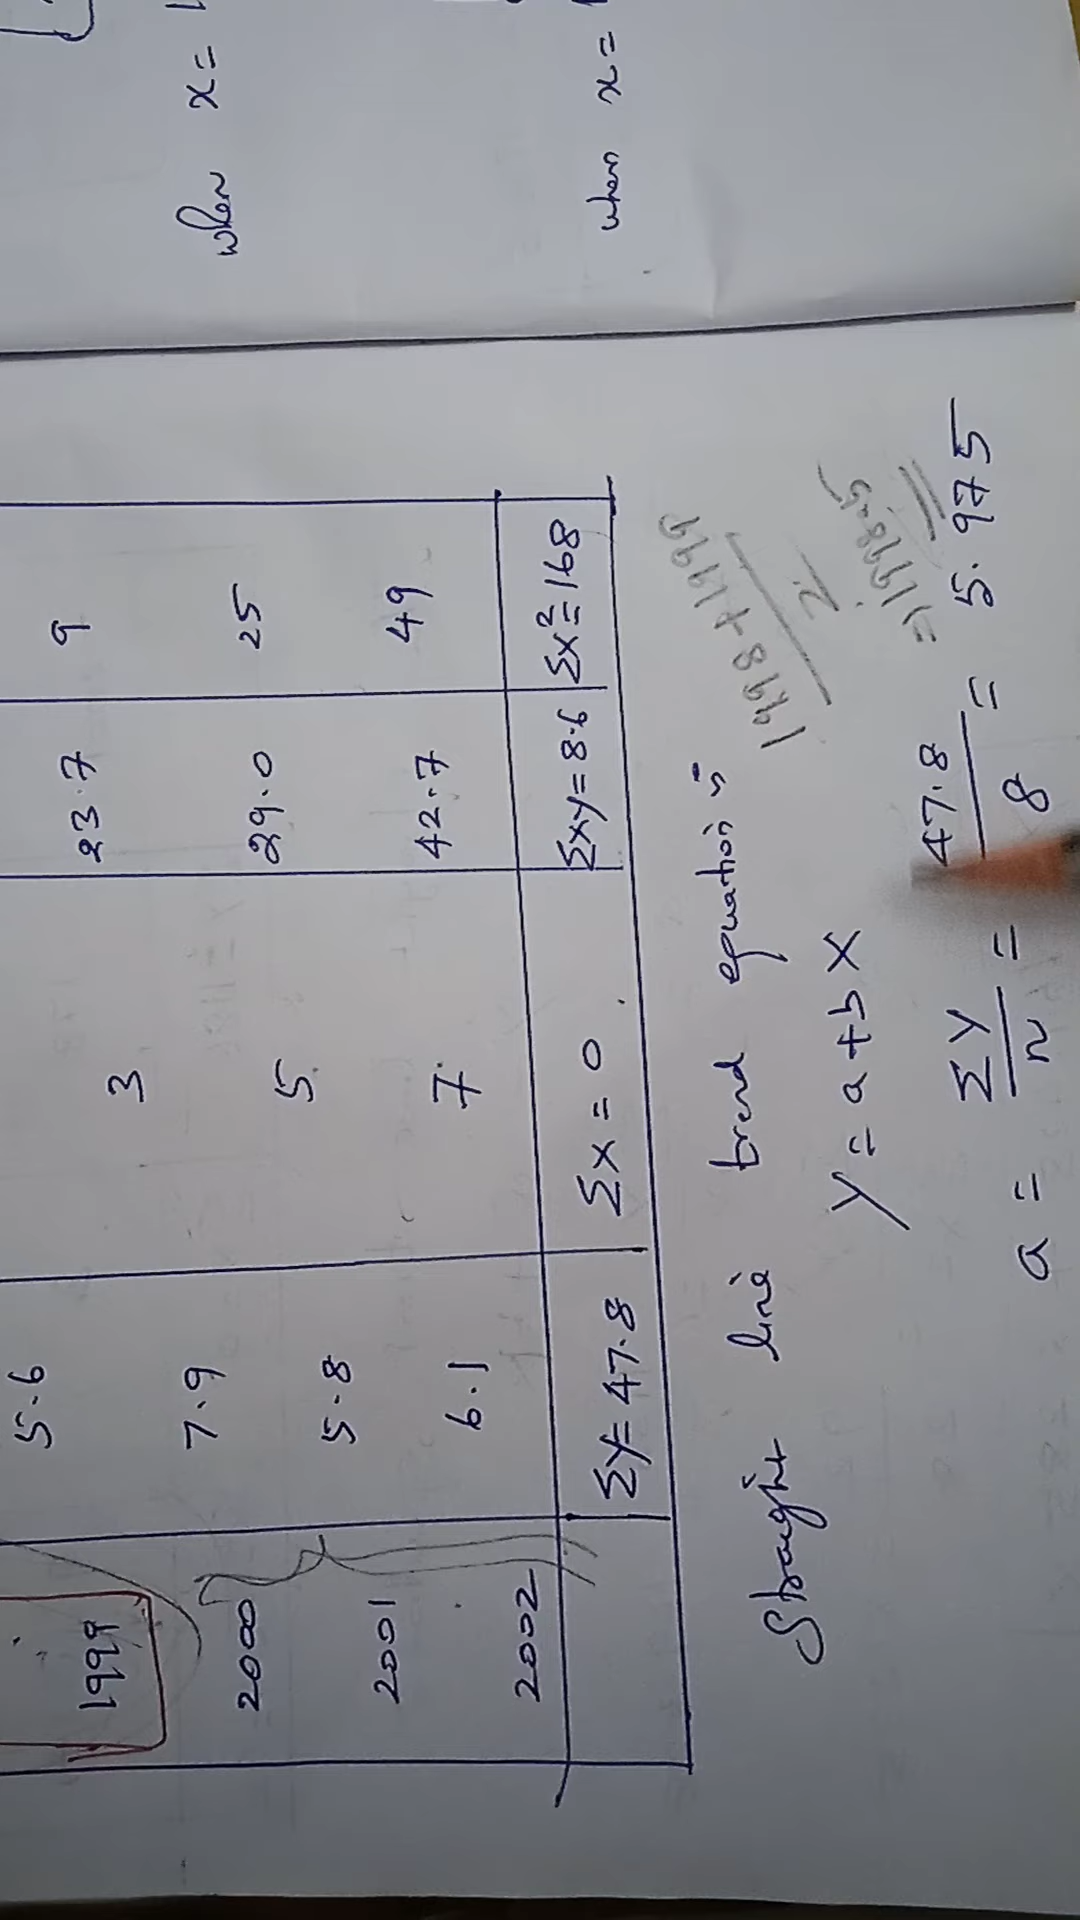 1999 5.6
2000 7.9 3 23.7 9
2001 5.8 5 29.0 25
2002 6.1 7 42.7 49
Σy=47.8 Σx = 0 Σxy=8.6 Σx²=168
Straight line trend equation is
1998+1999
2
=1998.5
y = a+bx
a = Σy/n = 47.8/8 = 5.975
when x=
when x=